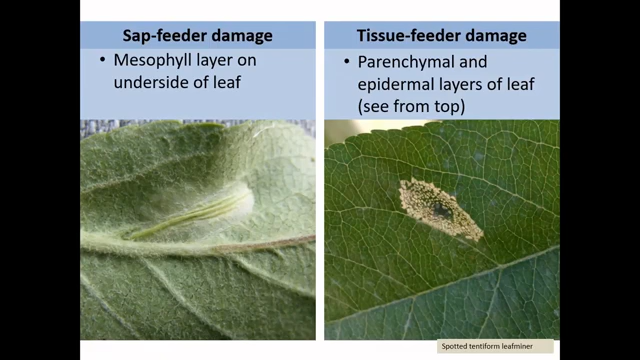 Sap-feeder damage
• Mesophyll layer on
underside of leaf
Tissue-feeder damage
• Parenchymal and
epidermal layers of leaf
(see from top)
Spotted tentiform leafminer